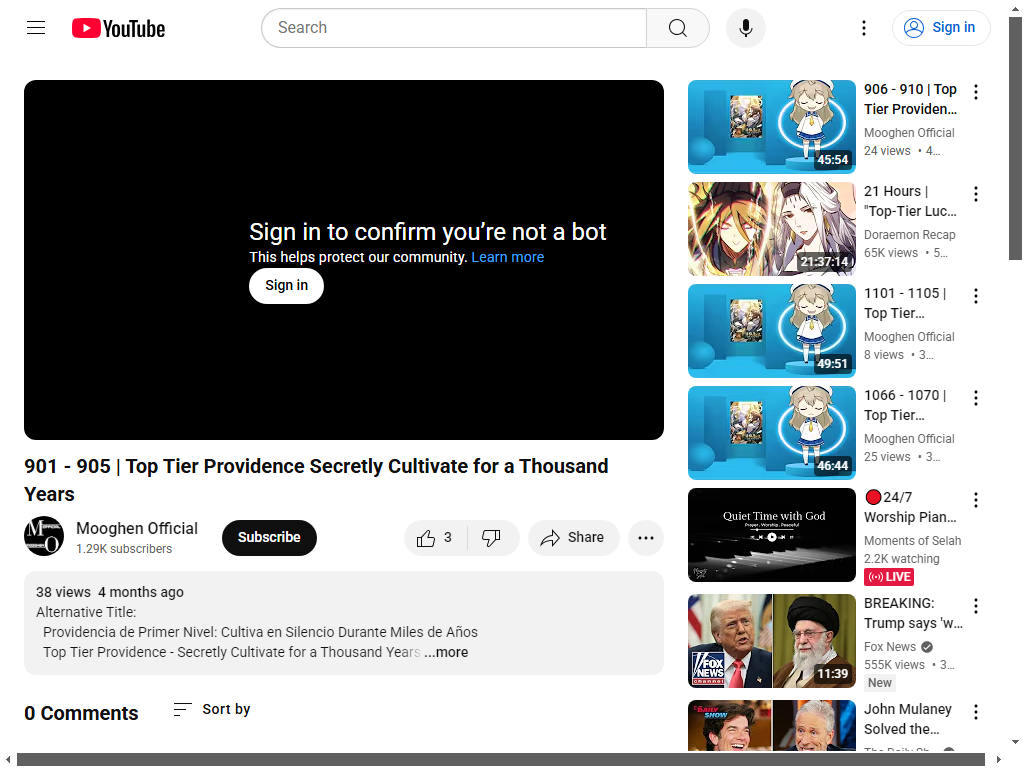 YouTube
Search
Sign in
Sign in to confirm you’re not a bot
This helps protect our community. Learn more
Sign in
901 - 905 | Top Tier Providence Secretly Cultivate for a Thousand
Years
Mooghen Official
1.29K subscribers
Subscribe
3
Share
38 views 4 months ago
Alternative Title:
Providencia de Primer Nivel: Cultiva en Silencio Durante Miles de Años
Top Tier Providence - Secretly Cultivate for a Thousand Years ...more
0 Comments
Sort by
45:54
906 - 910 | Top
Tier Providen...
Mooghen Official
24 views • 4...
21:37:14
21 Hours |
"Top-Tier Luc...
Doraemon Recap
65K views • 5...
49:51
1101 - 1105 |
Top Tier...
Mooghen Official
8 views • 3...
46:44
1066 - 1070 |
Top Tier...
Mooghen Official
25 views • 3...
Quiet Time with God
Prayer . Worship . Peaceful
24/7
Worship Pian...
Moments of Selah
2.2K watching
LIVE
FOX
NEWS
channel
11:39
BREAKING:
Trump says 'w...
Fox News
555K views • 3...
New
THE DAILY
SHOW
John Mulaney
Solved the...